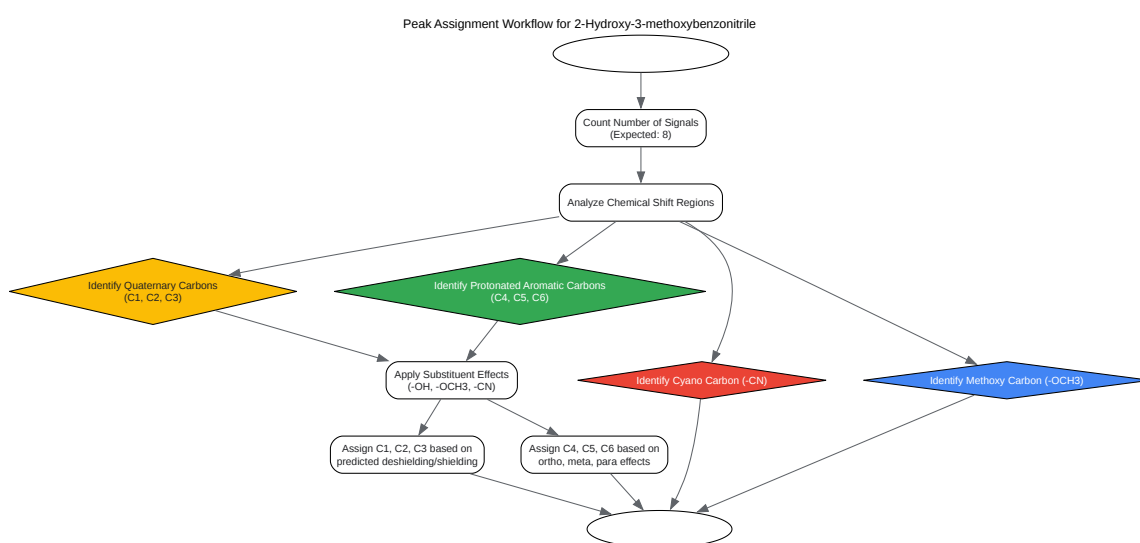 Peak Assignment Workflow for 2-Hydroxy-3-methoxybenzonitrile
Count Number of Signals
(Expected: 8)
Analyze Chemical Shift Regions
Identify Quaternary Carbons
(C1, C2, C3)
Identify Protonated Aromatic Carbons
(C4, C5, C6)
Apply Substituent Effects
(-OH, -OCH3, -CN)
Identify Cyano Carbon (-CN)
Identify Methoxy Carbon (-OCH3)
Assign C1, C2, C3 based on
predicted deshielding/shielding
Assign C4, C5, C6 based on
ortho, meta, para effects